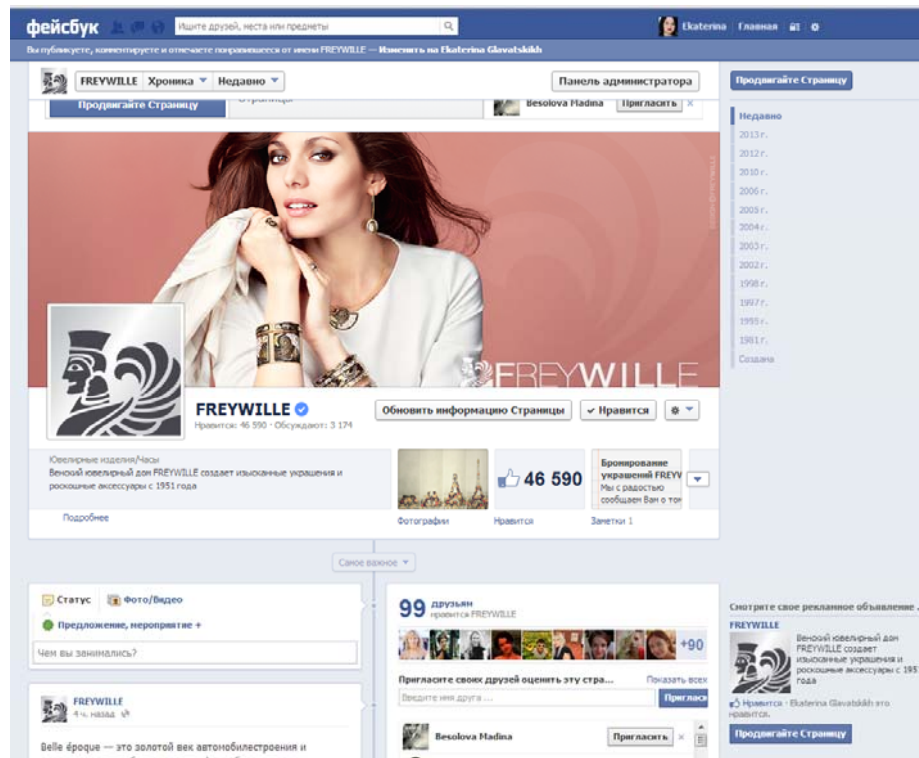 фейсбук
Ищите друзей, места или предметы
Ekaterina
Главная
Вы публикуете, комментируете и отмечаете понравившееся от имени FREYWILLE — Изменить на Ekaterina Glavatskikh
FREYWILLE
Хроника
Недавно
Панель администратора
Продвигайте Страницу
Продвигайте Страницу
Страницы
Besolova Madina
Пригласить ×
Недавно
2013 г.
2012 г.
2010 г.
2006 г.
2005 г.
2004 г.
2003 г.
2002 г.
1998 г.
1997 г.
1995 г.
1981 г.
Создана
FREYWILLE
FREYWILLE
Нравится: 46 590 · Обсуждают: 3 174
Обновить информацию Страницы
✓ Нравится
Ювелирные изделия/Часы
Венский ювелирный дом FREYWILLE создает изысканные украшения и
роскошные аксессуары с 1951 года
Подробнее
46 590
Бронирование
украшений FREYW
Мы с радостью
сообщаем Вам о том
Фотографии
Нравится
Заметки 1
Самое важное
Статус
Фото/Видео
Предложение, мероприятие +
Чем вы занимались?
99 друзьям
нравится FREYWILLE
+90
Пригласите своих друзей оценить эту стра...
Показать всех
Введите имя друга ...
Пригласи
Besolova Madina
Пригласить ×
FREYWILLE
4 ч. назад
Belle époque — это золотой век автомобилестроения и
Смотрите свое рекламное объявление
FREYWILLE
Венский ювелирный дом
FREYWILLE создает
изысканные украшения и
роскошные аксессуары с 195
года
Нравится · Ekaterina Glavatskikh это
нравится.
Продвигайте Страницу